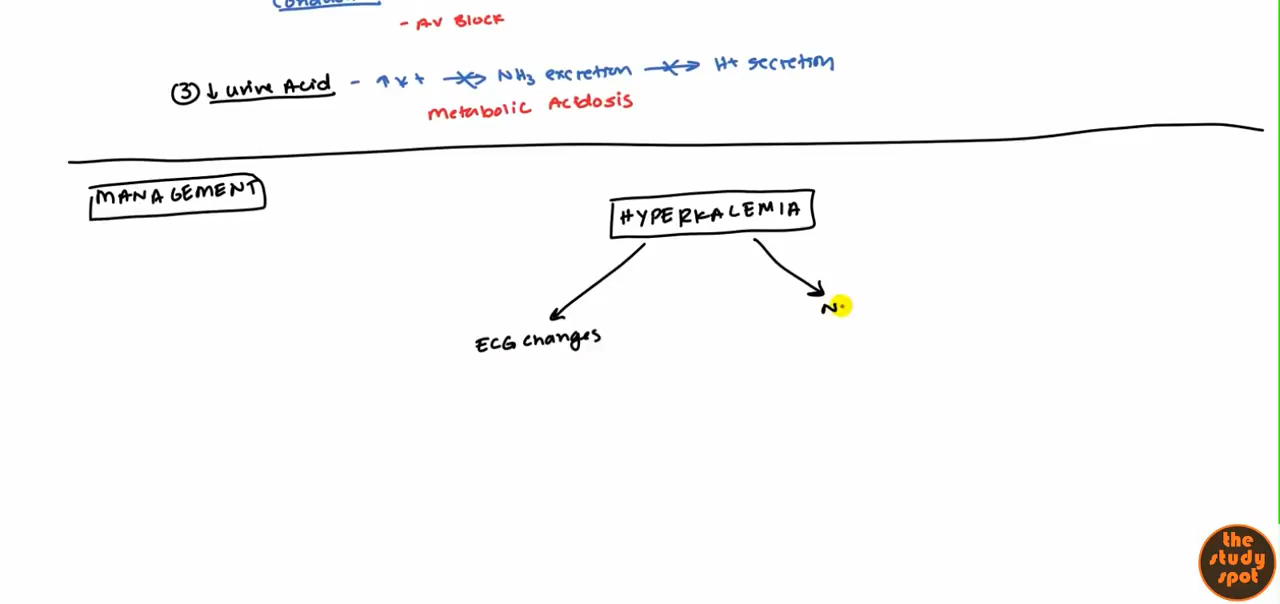 - AV Block
③ ↓ urine Acid - ↑K+ NH3 excretion H+ secretion
Metabolic Acidosis
MANAGEMENT
HYPERKALEMIA
N
ECG changes
the
study
spot